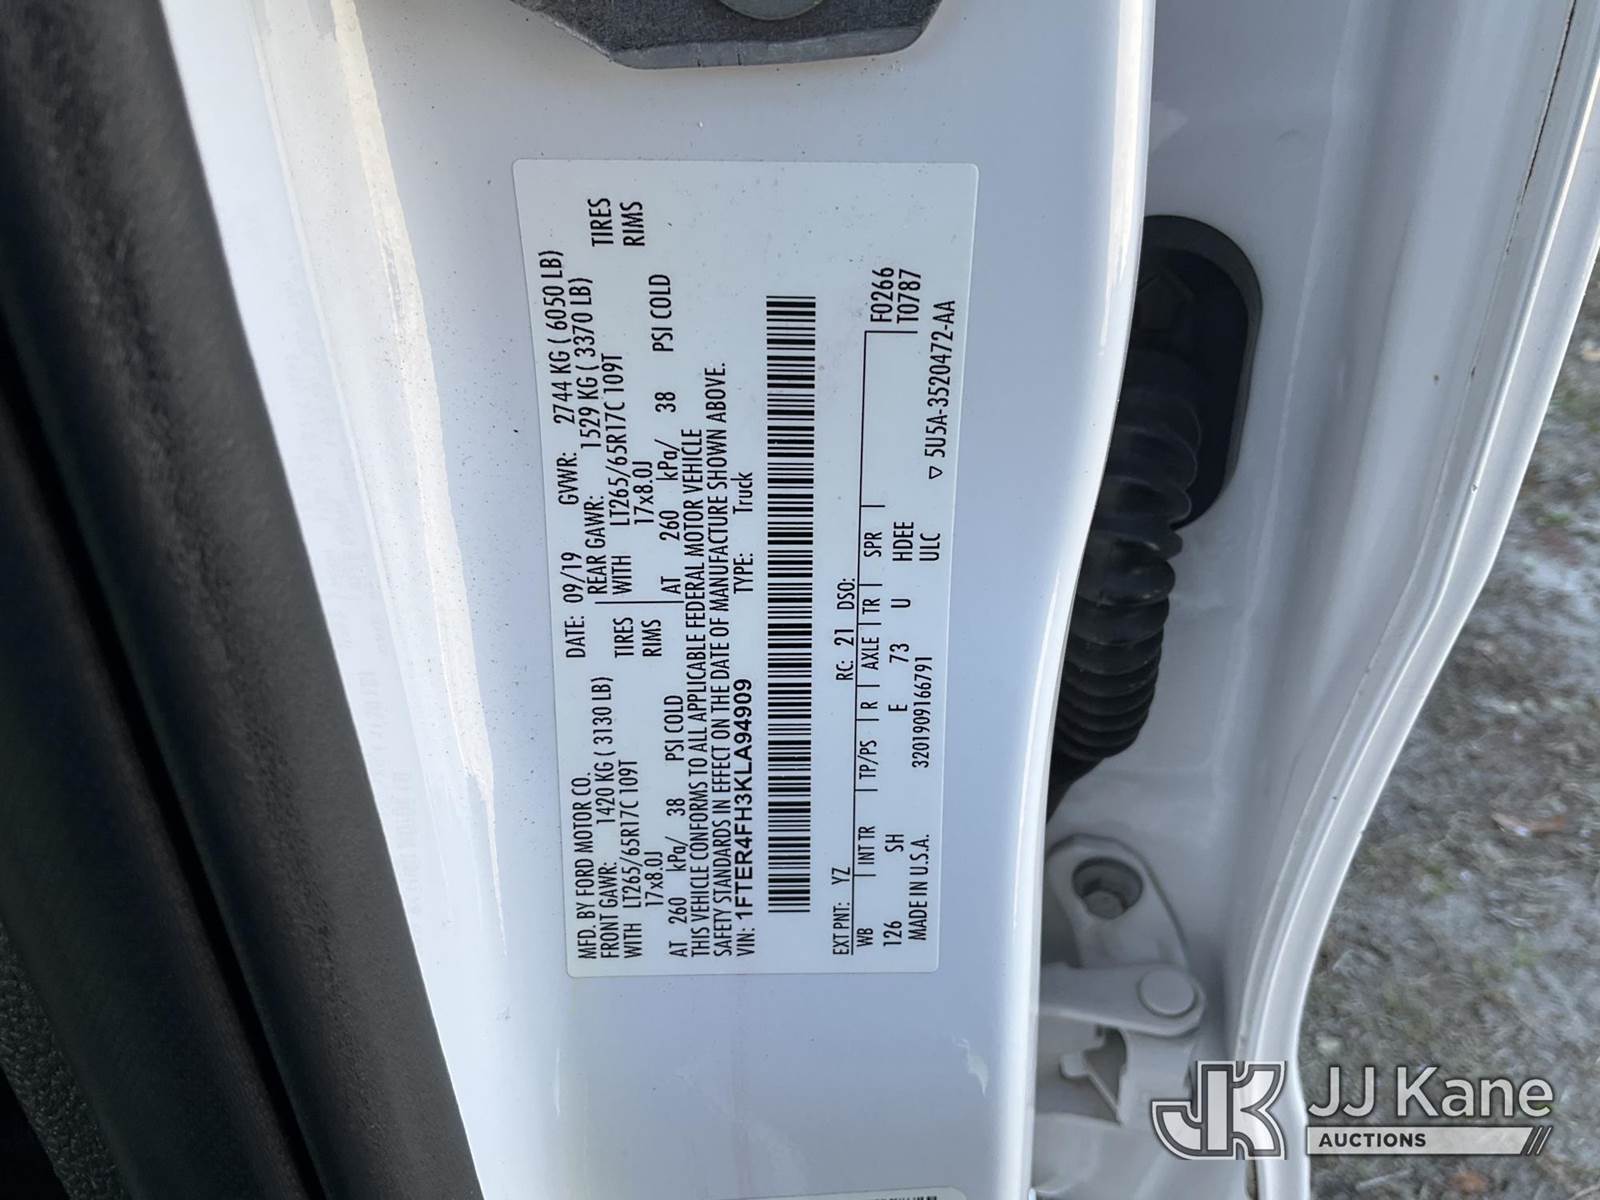 MFD. BY FORD MOTOR CO.
DATE: 09/19 GVWR: 2744 KG ( 6050 LB)
FRONT GAWR: 1420 KG ( 3130 LB)
REAR GAWR: 1529 KG ( 3370 LB)
WITH LT265/65R17C 109T TIRES
WITH LT265/65R17C 109T TIRES
17x8.0J RIMS
17x8.0J RIMS
AT 260 kPa/ 38 PSI COLD
AT 260 kPa/ 38 PSI COLD
THIS VEHICLE CONFORMS TO ALL APPLICABLE FEDERAL MOTOR VEHICLE
SAFETY STANDARDS IN EFFECT ON THE DATE OF MANUFACTURE SHOWN ABOVE.
VIN: 1FTER4FH3KLA94909 TYPE: Truck
EXT PNT: YZ RC: 21 DSO: F0266
WB INT TR TP/PS R AXLE TR SPR T0787
126 SH E 73 U HDEE
MADE IN U.S.A. 320190916679I ULC ▽ 5U5A-3520472-AA
JK
JJ Kane
AUCTIONS